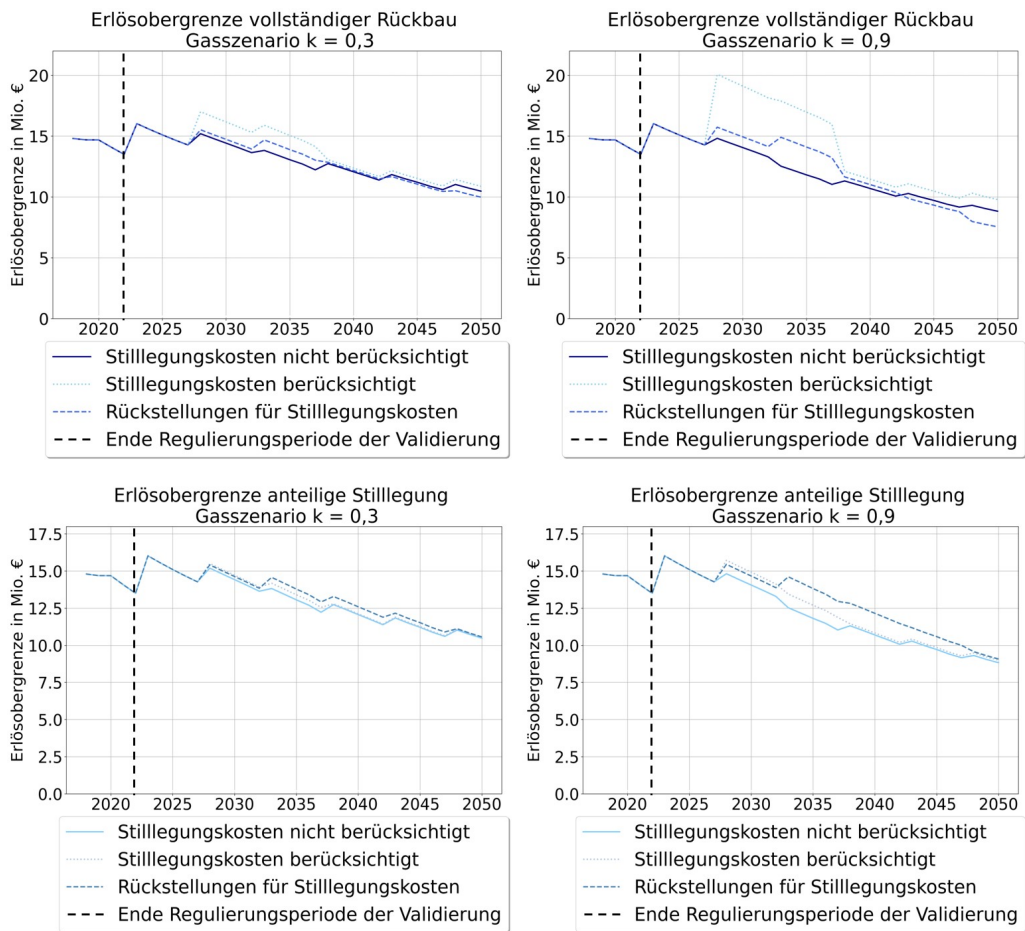 Erlösobergrenze vollständiger Rückbau
Gasszenario k = 0,3
Erlösobergrenze in Mio. €
20
15
10
5
0
2020 2025 2030 2035 2040 2045 2050
Stilllegungskosten nicht berücksichtigt
Stilllegungskosten berücksichtigt
Rückstellungen für Stilllegungskosten
Ende Regulierungsperiode der Validierung
Erlösobergrenze vollständiger Rückbau
Gasszenario k = 0,9
Erlösobergrenze in Mio. €
20
15
10
5
0
2020 2025 2030 2035 2040 2045 2050
Stilllegungskosten nicht berücksichtigt
Stilllegungskosten berücksichtigt
Rückstellungen für Stilllegungskosten
Ende Regulierungsperiode der Validierung
Erlösobergrenze anteilige Stilllegung
Gasszenario k = 0,3
Erlösobergrenze in Mio. €
17.5
15.0
12.5
10.0
7.5
5.0
2.5
0.0
2020 2025 2030 2035 2040 2045 2050
Stilllegungskosten nicht berücksichtigt
Stilllegungskosten berücksichtigt
Rückstellungen für Stilllegungskosten
Ende Regulierungsperiode der Validierung
Erlösobergrenze anteilige Stilllegung
Gasszenario k = 0,9
Erlösobergrenze in Mio. €
17.5
15.0
12.5
10.0
7.5
5.0
2.5
0.0
2020 2025 2030 2035 2040 2045 2050
Stilllegungskosten nicht berücksichtigt
Stilllegungskosten berücksichtigt
Rückstellungen für Stilllegungskosten
Ende Regulierungsperiode der Validierung